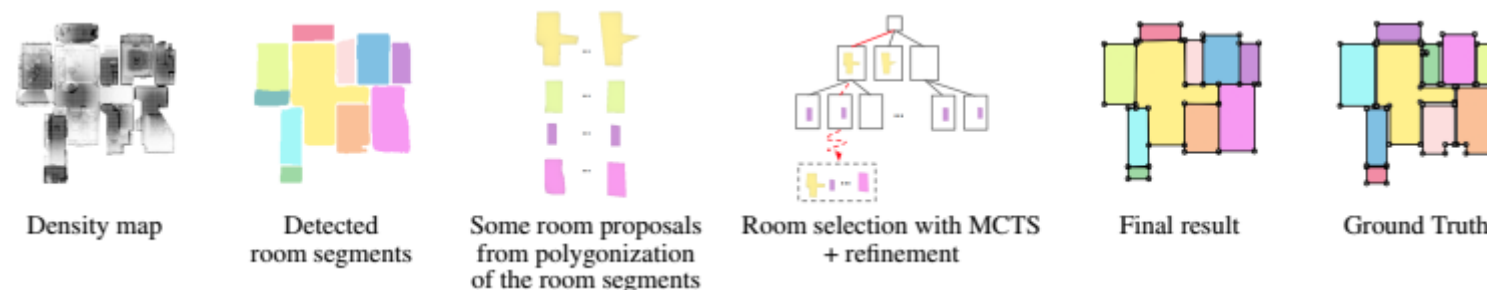 Density map
Detected
room segments
Some room proposals
from polygonization
of the room segments
Room selection with MCTS
+ refinement
Final result
Ground Truth